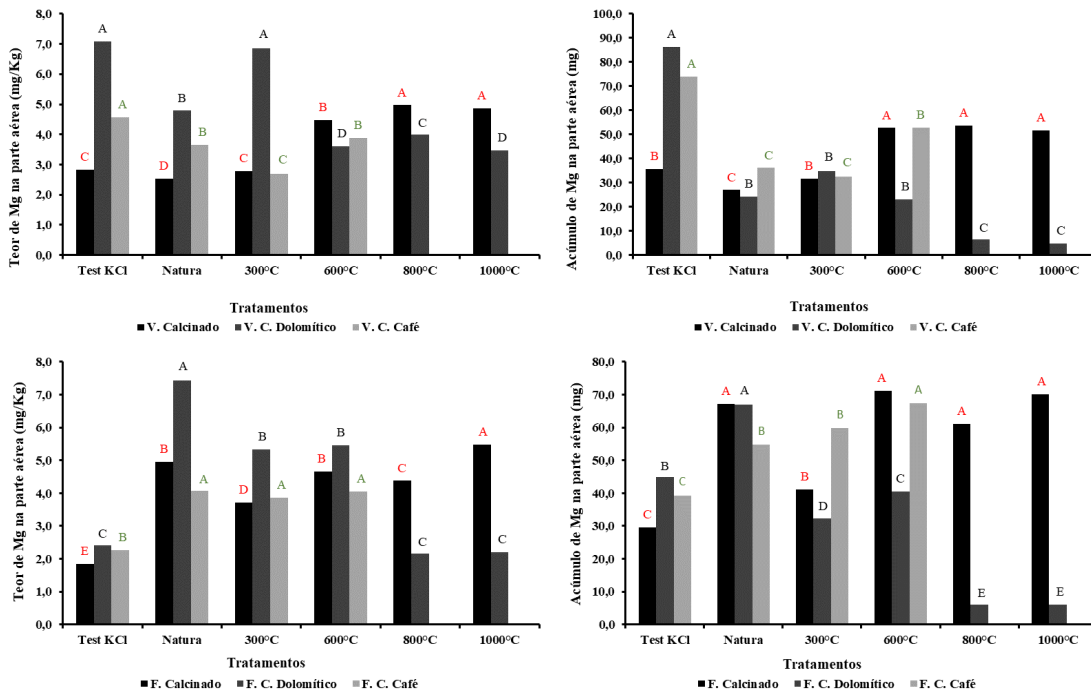 Teor de Mg na parte aérea (mg/Kg)
8,0
7,0
6,0
5,0
4,0
3,0
2,0
1,0
0,0
C A A
D B B
C A C
B D B
A C
A D
Test KCl Natura 300°C 600°C 800°C 1000°C
Tratamentos
V. Calcinado V. C. Dolomítico V. C. Café
Acúmulo de Mg na parte aérea (mg)
100,0
90,0
80,0
70,0
60,0
50,0
40,0
30,0
20,0
10,0
0,0
B A A
C B C
B B C
A B B
A C
A C
Test KCl Natura 300°C 600°C 800°C 1000°C
Tratamentos
V. Calcinado V. C. Dolomítico V. C. Café
Teor de Mg na parte aérea (mg/Kg)
8,0
7,0
6,0
5,0
4,0
3,0
2,0
1,0
0,0
E C B
B A A
D B A
B B A
C C
A C
Test KCl Natura 300°C 600°C 800°C 1000°C
Tratamentos
F. Calcinado F. C. Dolomítico F. C. Café
Acúmulo de Mg na parte aérea (mg)
80,0
70,0
60,0
50,0
40,0
30,0
20,0
10,0
0,0
C B C
A A B
B D B
A C A
A E
A E
Test KCl Natura 300°C 600°C 800°C 1000°C
Tratamentos
F. Calcinado F. C. Dolomítico F. C. Café